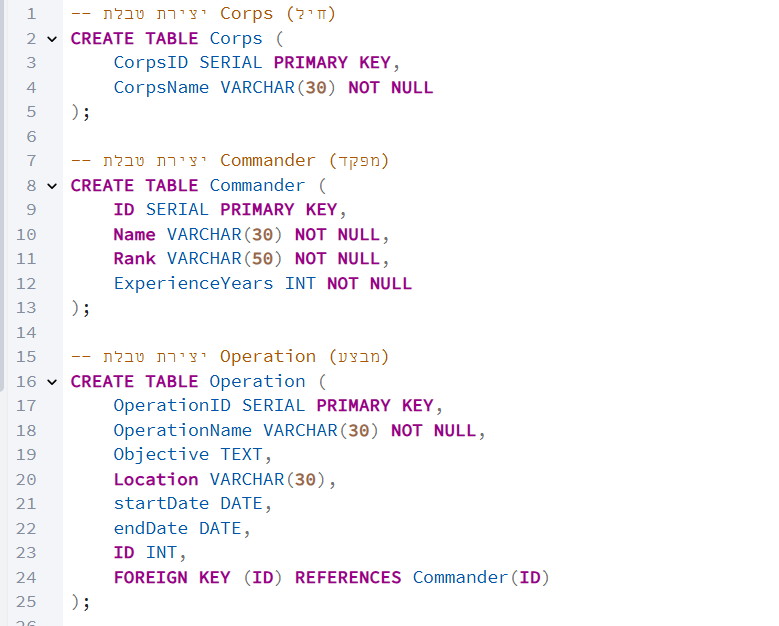 1 -- יצירת טבלת Corps (חיל)
2 CREATE TABLE Corps (
3 CorpsID SERIAL PRIMARY KEY,
4 CorpsName VARCHAR(30) NOT NULL
5 );
6
7 -- יצירת טבלת Commander (מפקד)
8 CREATE TABLE Commander (
9 ID SERIAL PRIMARY KEY,
10 Name VARCHAR(30) NOT NULL,
11 Rank VARCHAR(50) NOT NULL,
12 ExperienceYears INT NOT NULL
13 );
14
15 -- יצירת טבלת Operation (מבצע)
16 CREATE TABLE Operation (
17 OperationID SERIAL PRIMARY KEY,
18 OperationName VARCHAR(30) NOT NULL,
19 Objective TEXT,
20 Location VARCHAR(30),
21 startDate DATE,
22 endDate DATE,
23 ID INT,
24 FOREIGN KEY (ID) REFERENCES Commander(ID)
25 );
26